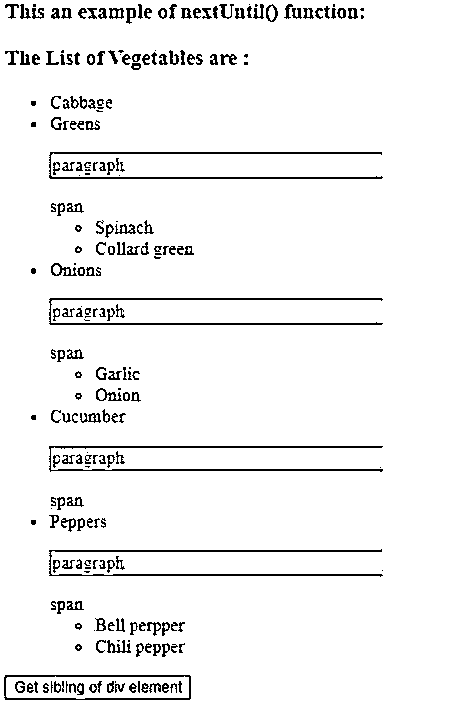 This an example of nextUntil() function:
The List of Vegetables are :
Cabbage
Greens
paragraph
span
Spinach
Collard green
Onions
paragraph
span
Garlic
Onion
Cucumber
paragraph
span
Peppers
paragraph
span
Bell perpper
Chili pepper
Get sibling of div element